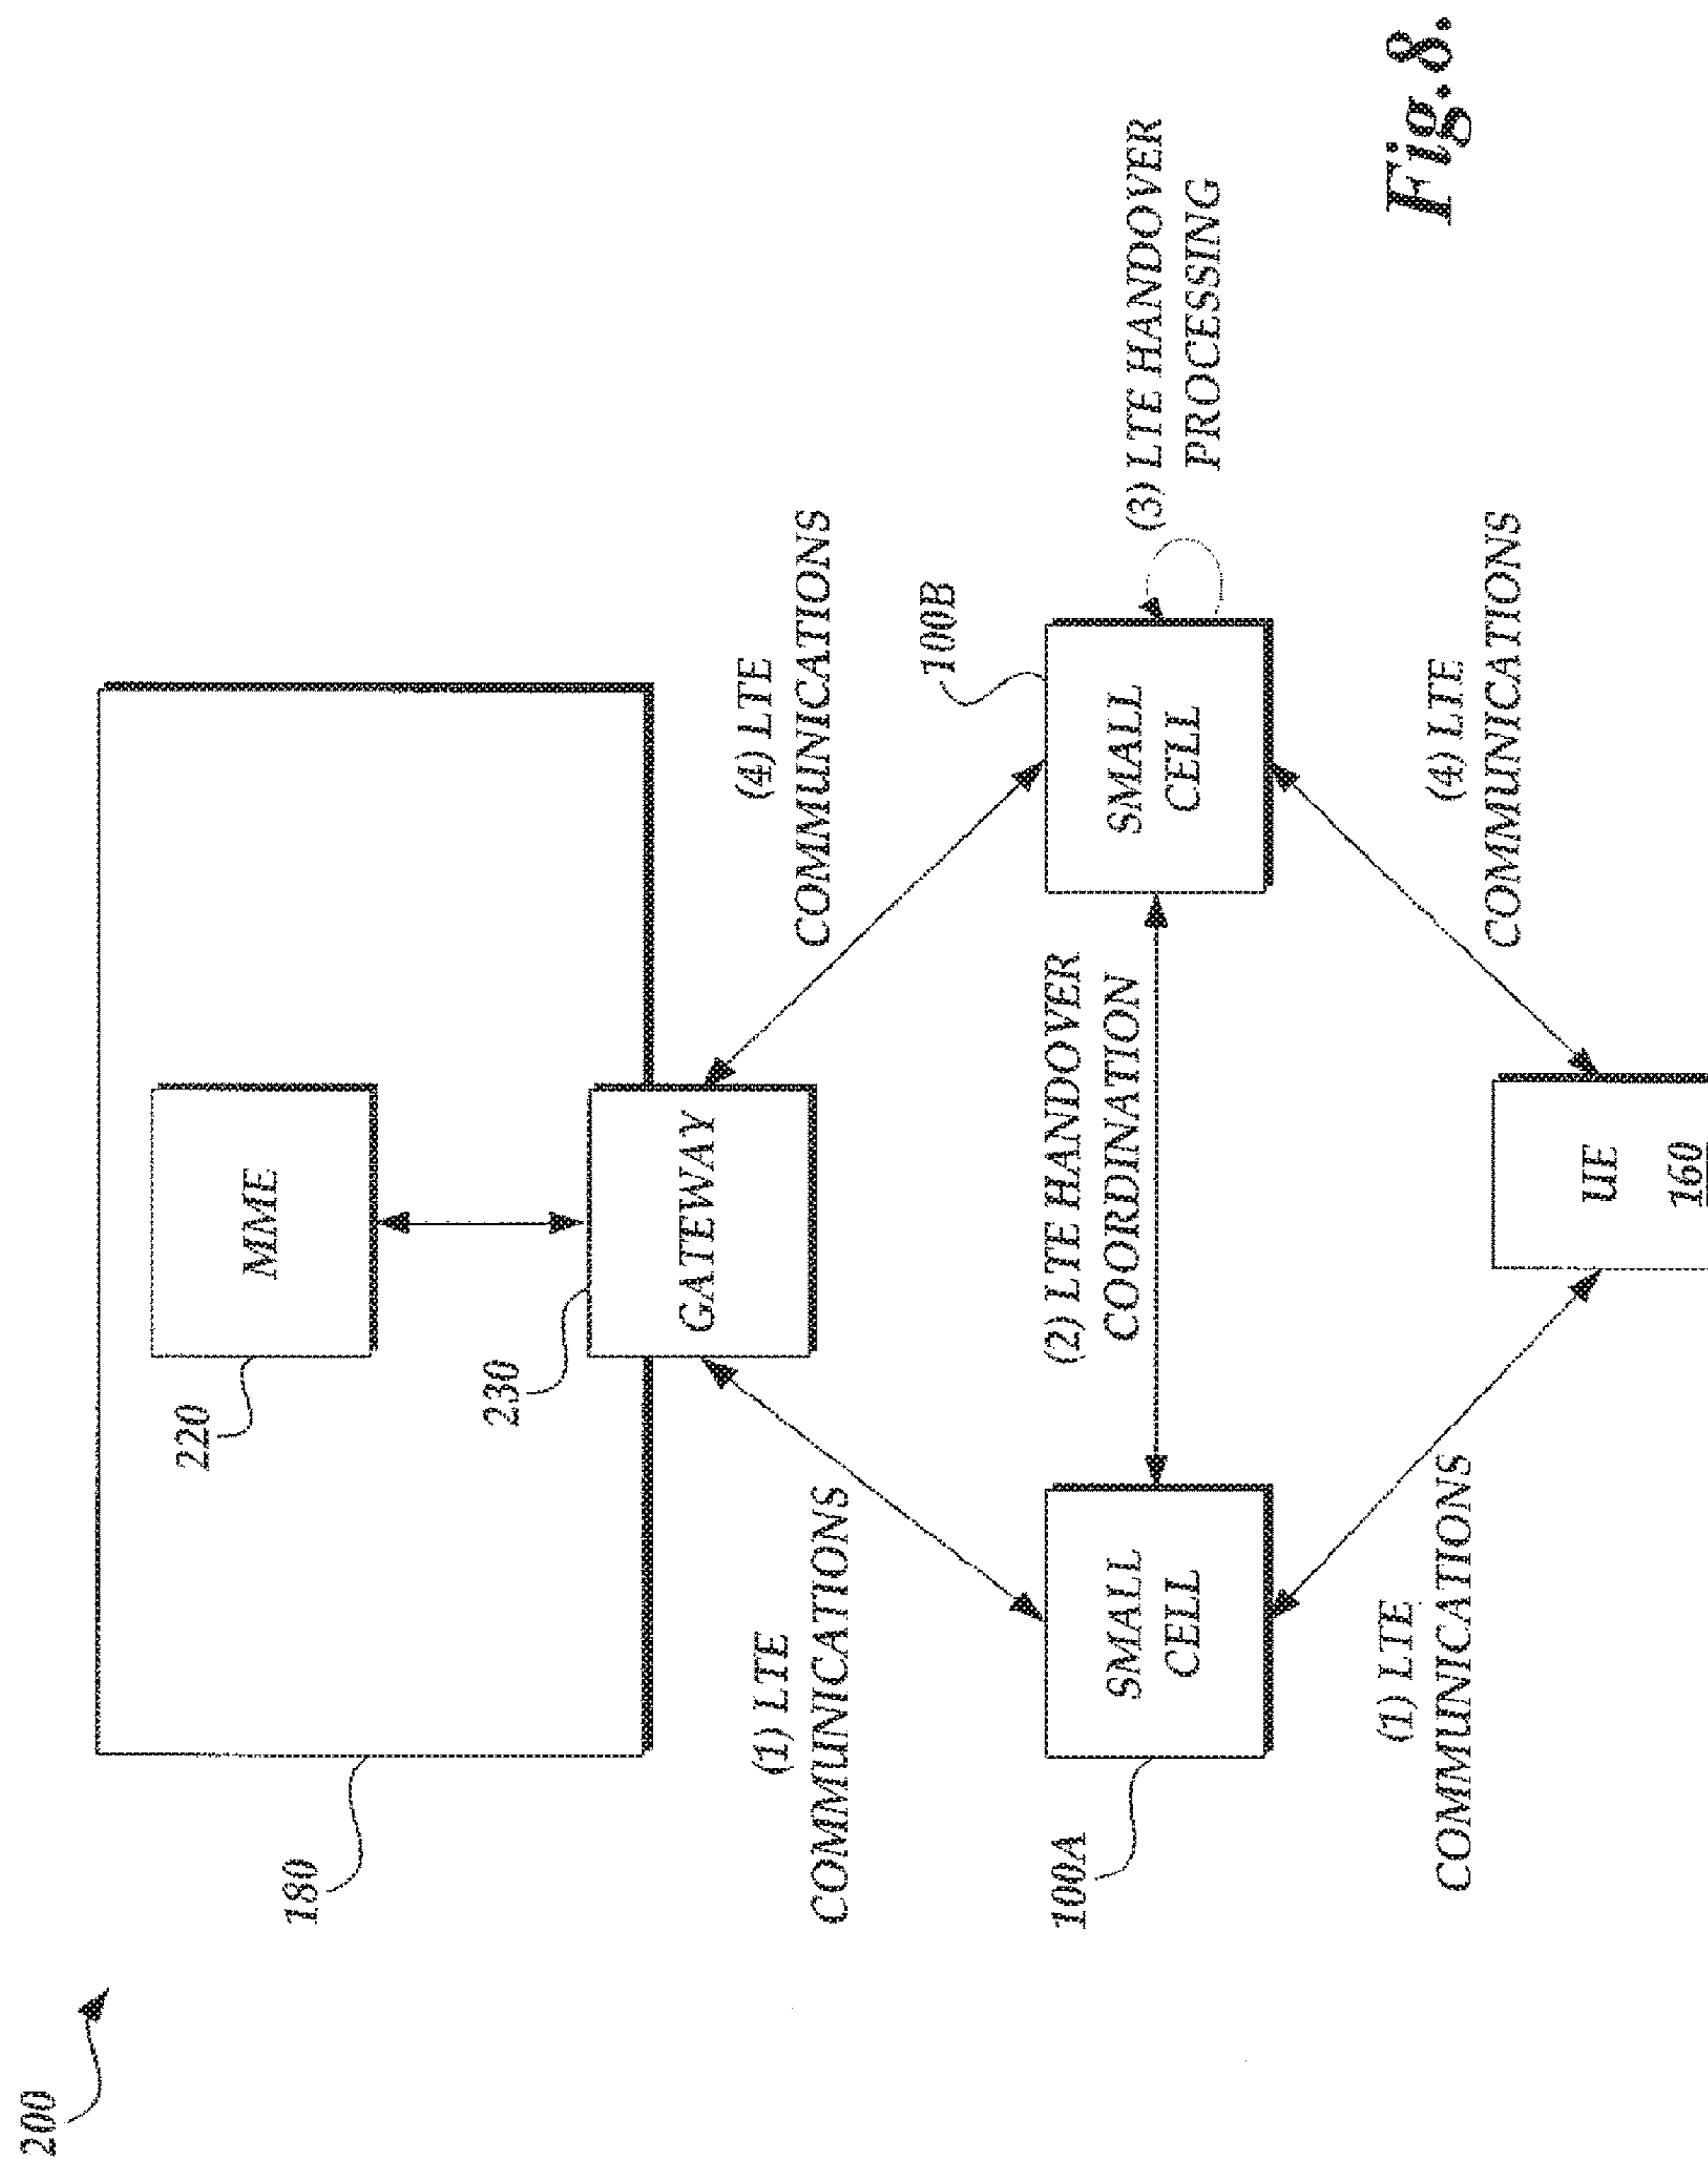 200
180
220
MME
230
GATEWAY
(1) LTE
COMMUNICATIONS
(4) LTE
COMMUNICATIONS
100A
SMALL
CELL
(2) LTE HANDOVER
COORDINATION
100B
SMALL
CELL
(3) LTE HANDOVER
PROCESSING
(1) LTE
COMMUNICATIONS
(4) LTE
COMMUNICATIONS
UE
160
Fig.8.